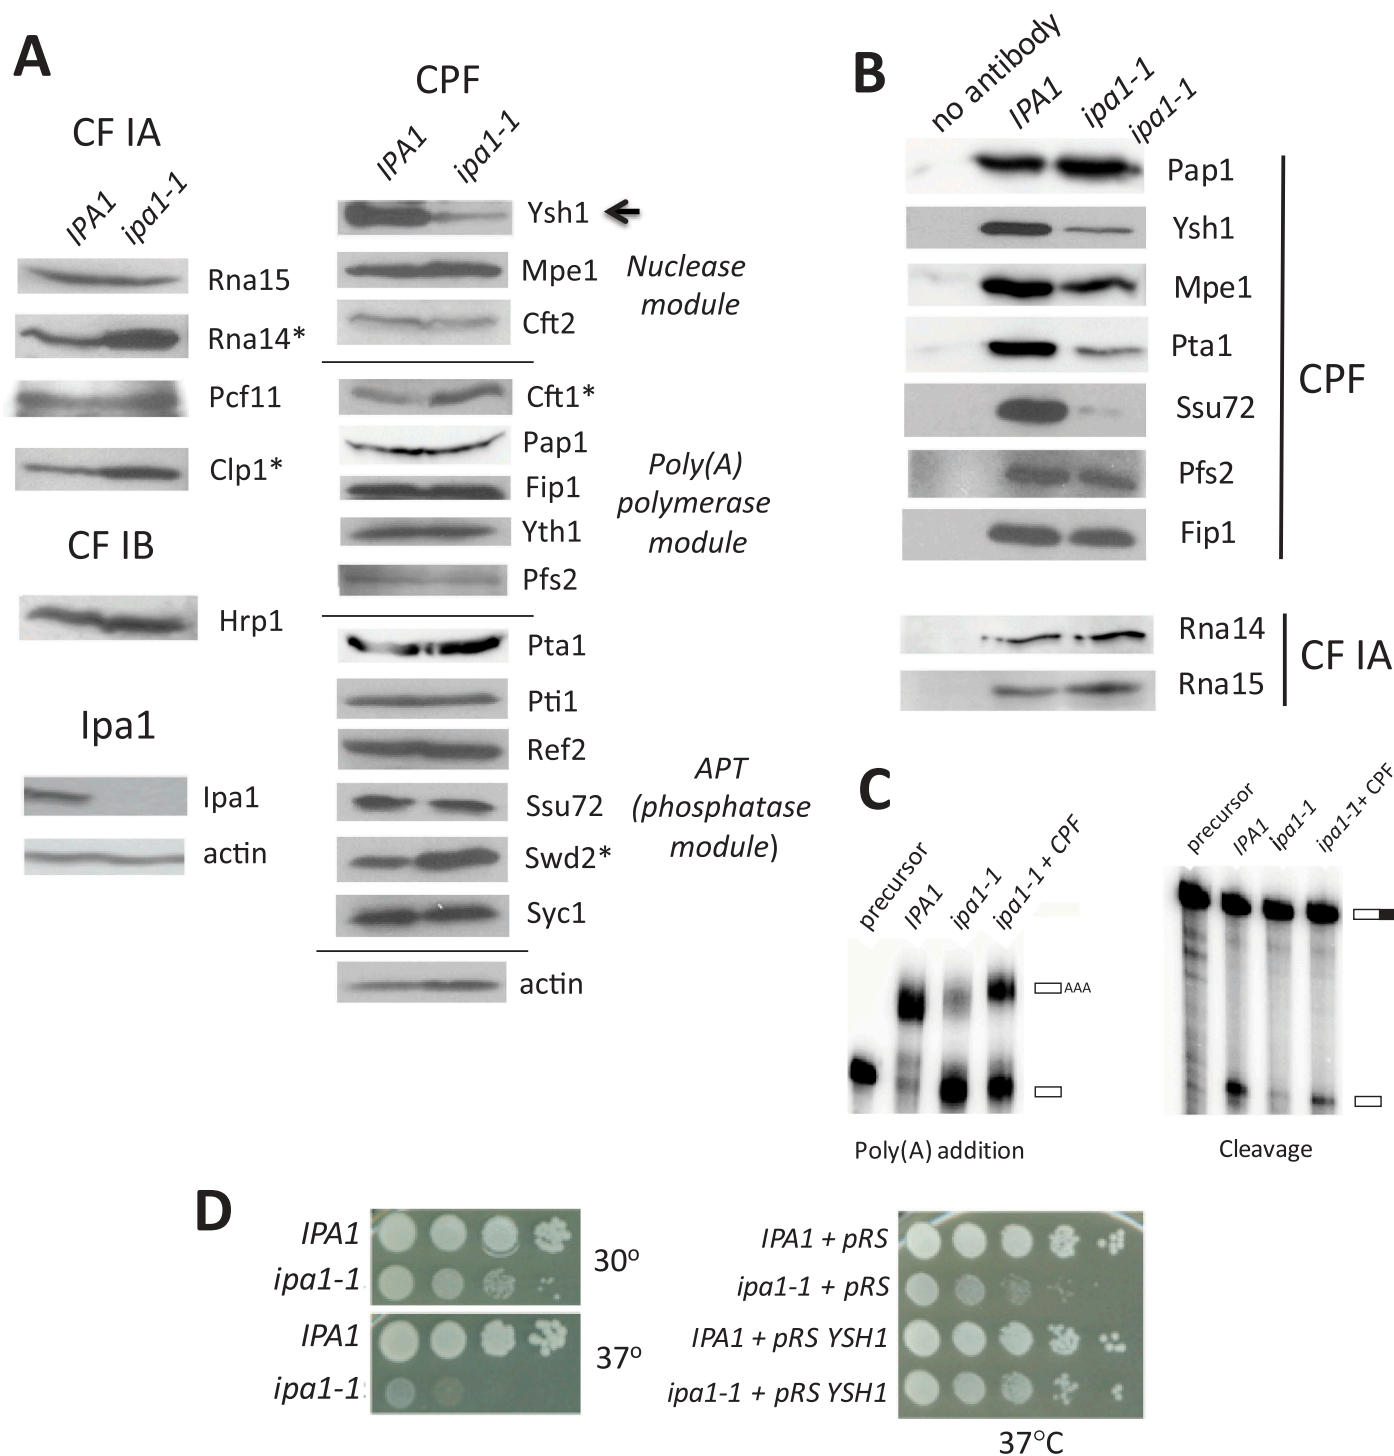 A
CF IA
IPA1
ipa1-1
Rna15
Rna14*
Pcf11
Clp1*
CF IB
Hrp1
Ipa1
Ipa1
actin
CPF
IPA1
ipa1-1
Ysh1
Mpe1
Cft2
Nuclease
module
Cft1*
Pap1
Fip1
Yth1
Pfs2
Poly(A)
polymerase
module
Pta1
Pti1
Ref2
Ssu72
Swd2*
Syc1
APT
(phosphatase
module)
actin
B
no antibody
IPA1
ipa1-1
ipa1-1
Pap1
Ysh1
Mpe1
Pta1
Ssu72
Pfs2
Fip1
CPF
Rna14
Rna15
CF IA
C
precursor
IPA1
ipa1-1
ipa1-1 + CPF
AAA
Poly(A) addition
precursor
IPA1
ipa1-1
ipa1-1+ CPF
Cleavage
D
IPA1
ipa1-1
30º
IPA1
ipa1-1
37º
IPA1 + pRS
ipa1-1 + pRS
IPA1 + pRS YSH1
ipa1-1 + pRS YSH1
37°C